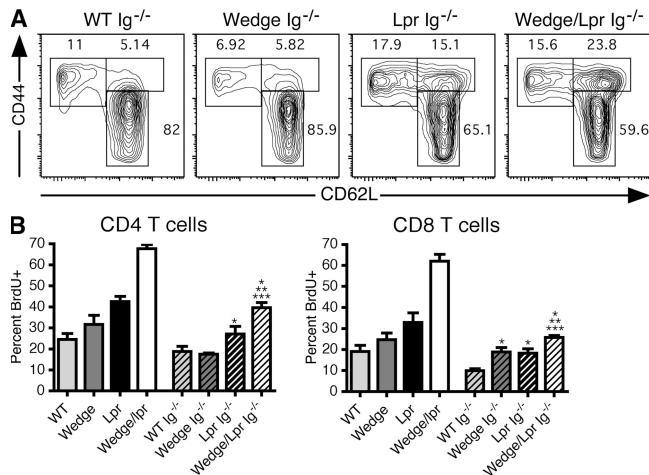 A
WT Ig-/-
Wedge Ig-/-
Lpr Ig-/-
Wedge/Lpr Ig-/-
11 5.14
82
6.92 5.82
85.9
17.9 15.1
65.1
15.6 23.8
59.6
CD44
CD62L
B
CD4 T cells
Percent BrdU+
70
60
50
40
30
20
10
0
*
*
**
***
WT
Wedge
Lpr
Wedge/lpr
WT Ig-/-
Wedge Ig-/-
Lpr Ig-/-
Wedge/Lpr Ig-/-
CD8 T cells
Percent BrdU+
70
60
50
40
30
20
10
0
*
*
*
**
***
WT
Wedge
Lpr
Wedge/lpr
WT Ig-/-
Wedge Ig-/-
Lpr Ig-/-
Wedge/Lpr Ig-/-